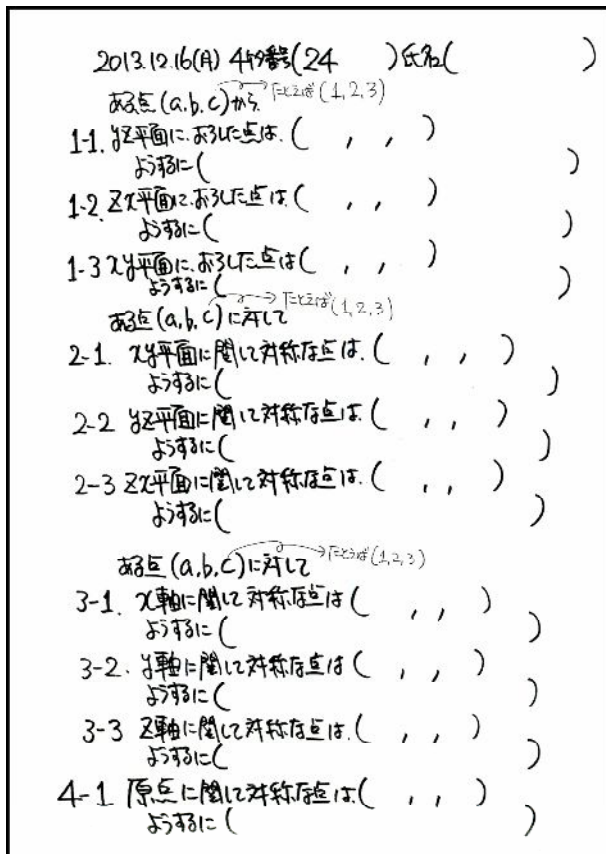 2013.12.16(月) 4ケタ番号(24 )氏名( )
ある点(a,b,c)から →たとえば(1,2,3)
1-1. yz平面に、おろした点は、( , , )
ようするに( )
1-2. zx平面に、おろした点は、( , , )
ようするに( )
1-3 xy平面に、おろした点は( , , )
ようするに( )
ある点(a,b,c)に対して →たとえば(1,2,3)
2-1. xy平面に関して対称な点は、( , , )
ようするに( )
2-2 yz平面に関して対称な点は、( , , )
ようするに( )
2-3 zx平面に関して対称な点は、( , , )
ようするに( )
ある点(a,b,c)に対して →たとえば(1,2,3)
3-1. x軸に関して対称な点は( , , )
ようするに( )
3-2. y軸に関して対称な点は( , , )
ようするに( )
3-3 z軸に関して対称な点は、( , , )
ようするに( )
4-1 原点に関して対称な点は、( , , )
ようするに( )